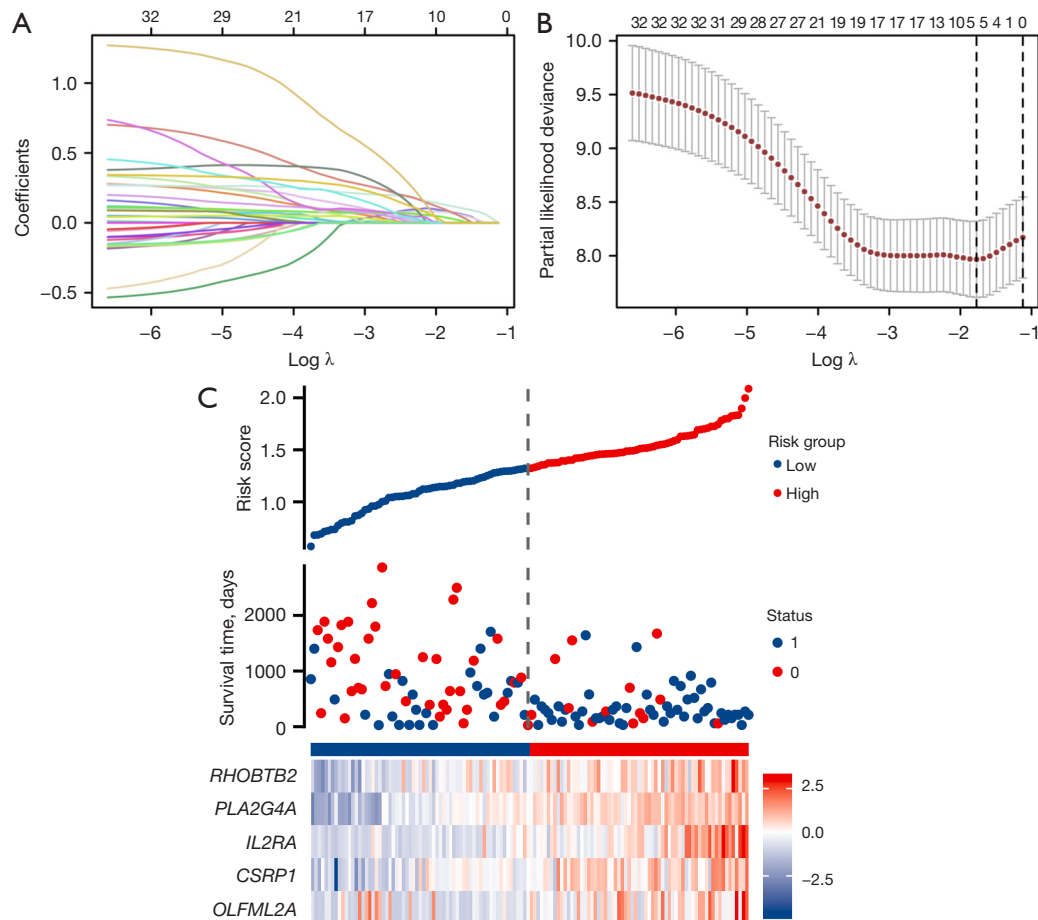 A
32 29 21 17 10 0
1.0
0.5
0.0
−0.5
Coefficients
−6 −5 −4 −3 −2 −1
Log λ
B
32 32 32 32 31 29 28 27 27 21 19 19 17 17 17 13 10 5 5 4 1 0
10.0
9.5
9.0
8.5
8.0
Partial likelihood deviance
−6 −5 −4 −3 −2 −1
Log λ
C
2.0
1.5
1.0
Risk score
Risk group
Low
High
2000
1000
0
Survival time, days
Status
1
0
RHOBTB2
PLA2G4A
IL2RA
CSRP1
OLFML2A
2.5
0.0
−2.5